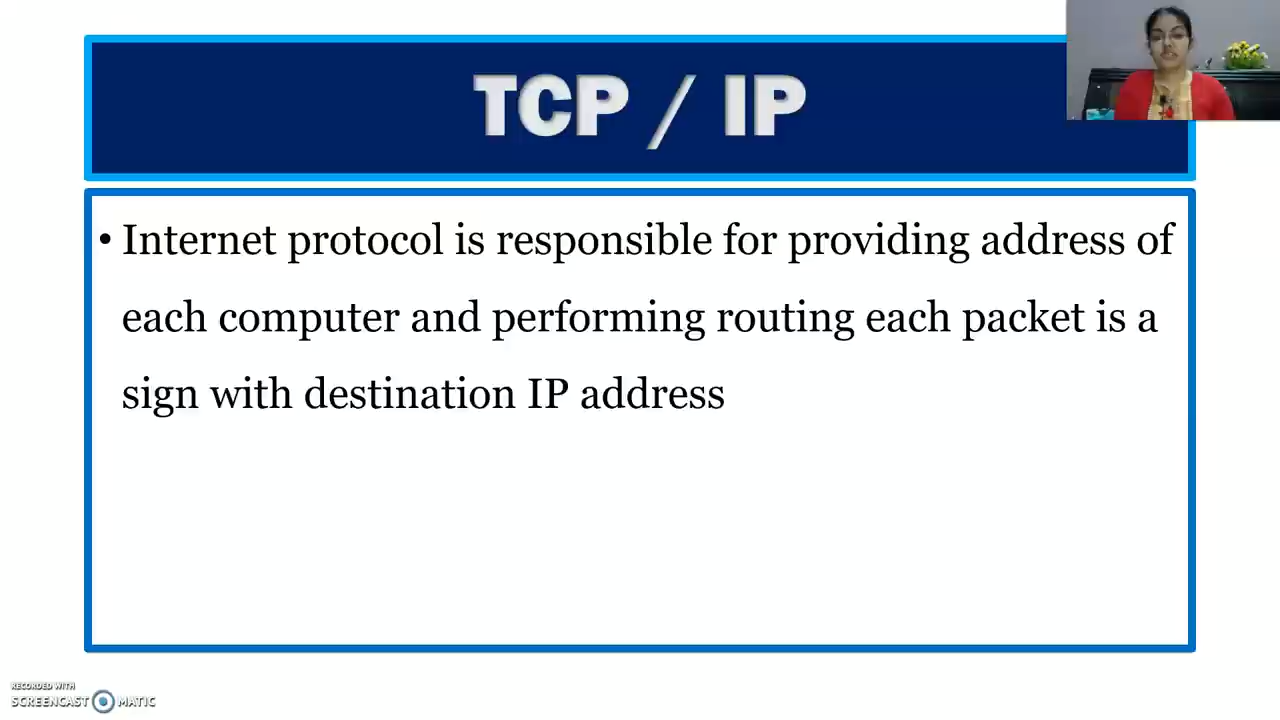 TCP / IP
• Internet protocol is responsible for providing address of
each computer and performing routing each packet is a
sign with destination IP address
RECORDED WITH
SCREENCAST MATIC